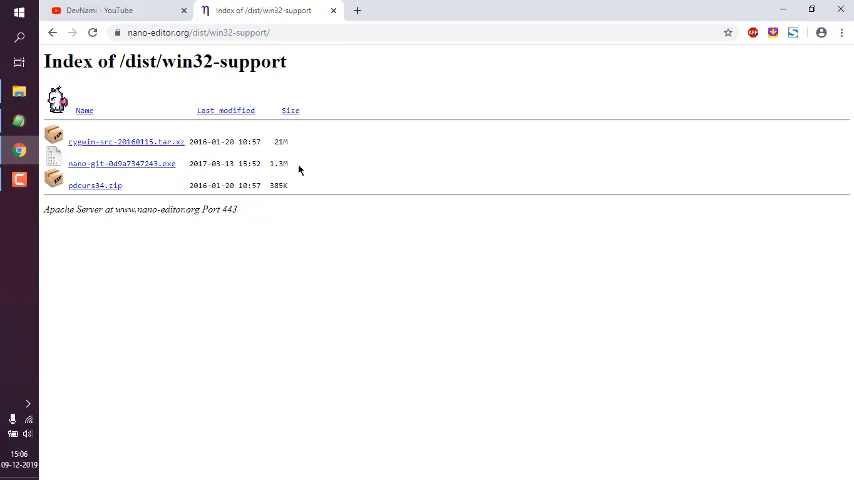 DevNami - YouTube
Index of /dist/win32-support
nano-editor.org/dist/win32-support/
Index of /dist/win32-support
Name Last modified Size
cygwin-src-20160115.tar.xz 2016-01-20 10:57 21M
nano-git-0d9a7347243.exe 2017-03-13 15:52 1.3M
pdcurs34.zip 2016-01-20 10:57 385K
Apache Server at www.nano-editor.org Port 443
15:06
09-12-2019